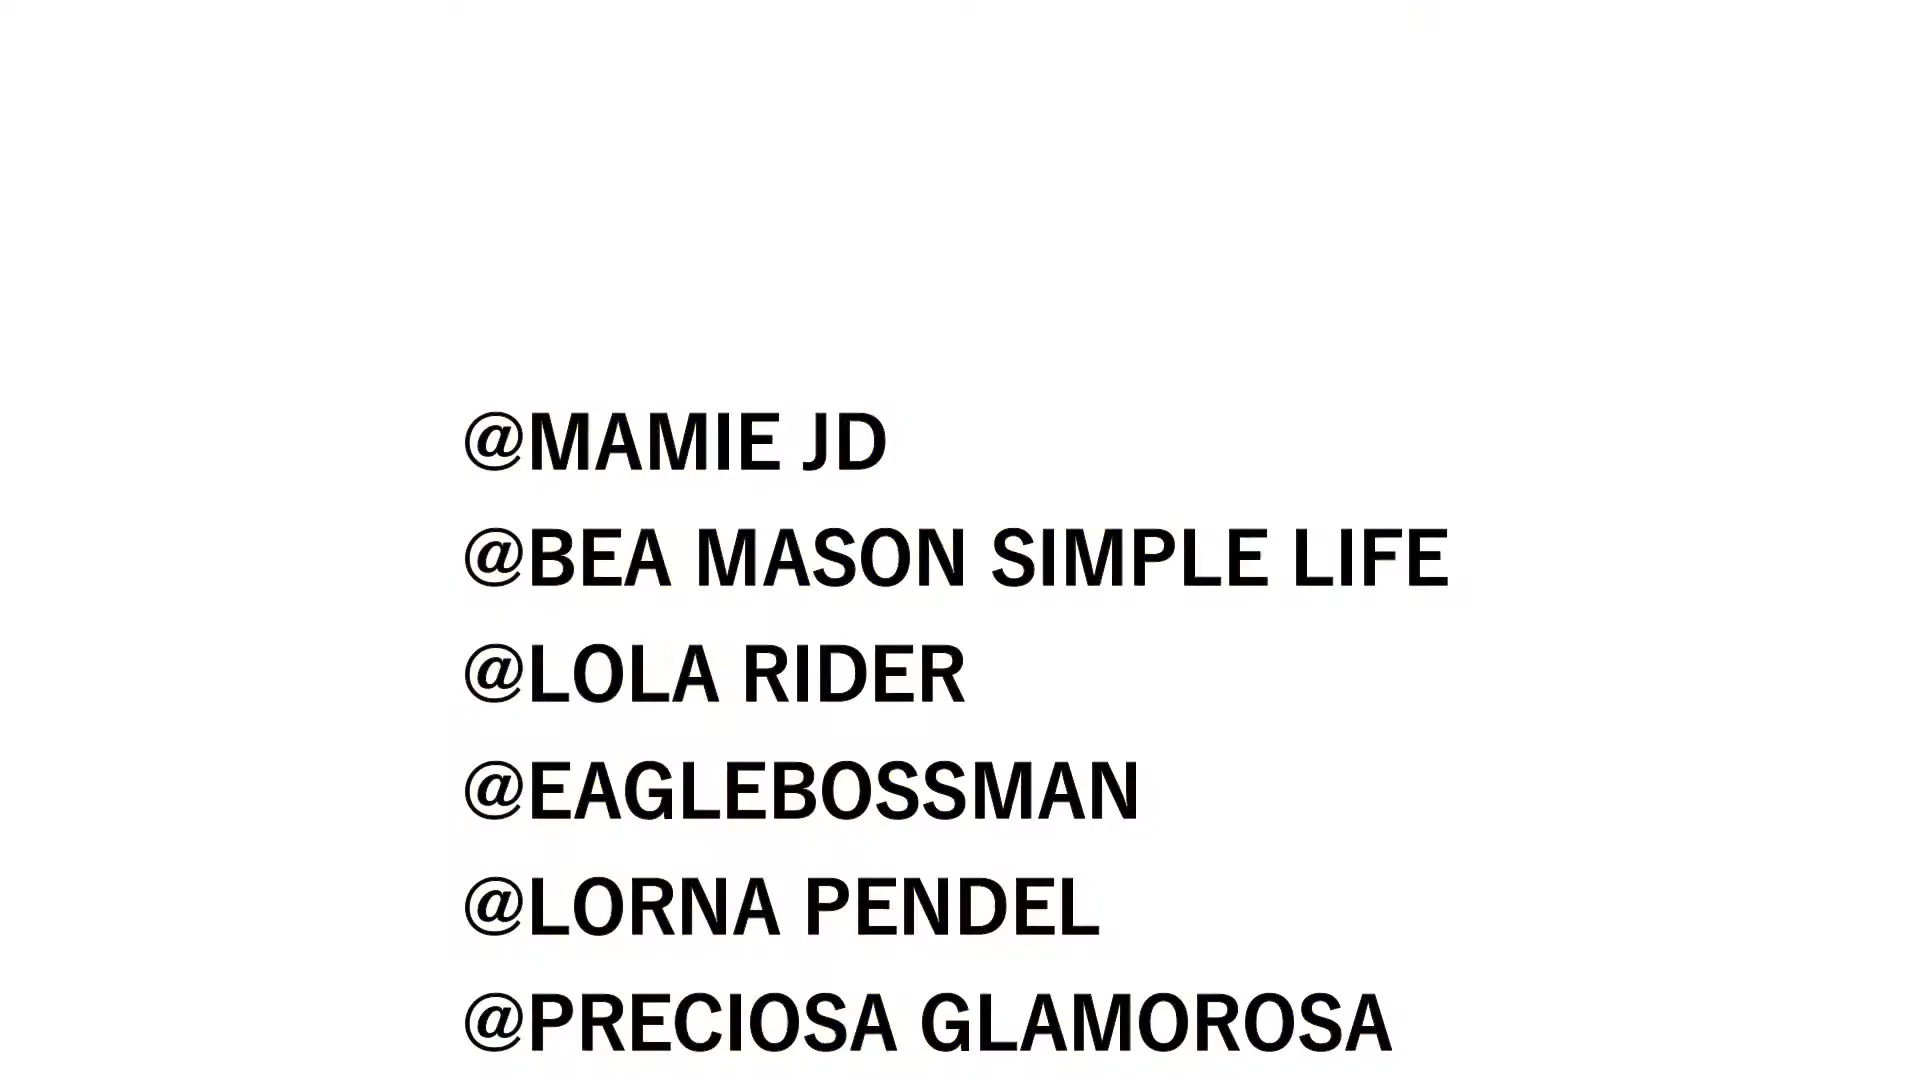 @MAMIE JD
@BEA MASON SIMPLE LIFE
@LOLA RIDER
@EAGLEBOSSMAN
@LORNA PENDEL
@PRECIOSA GLAMOROSA